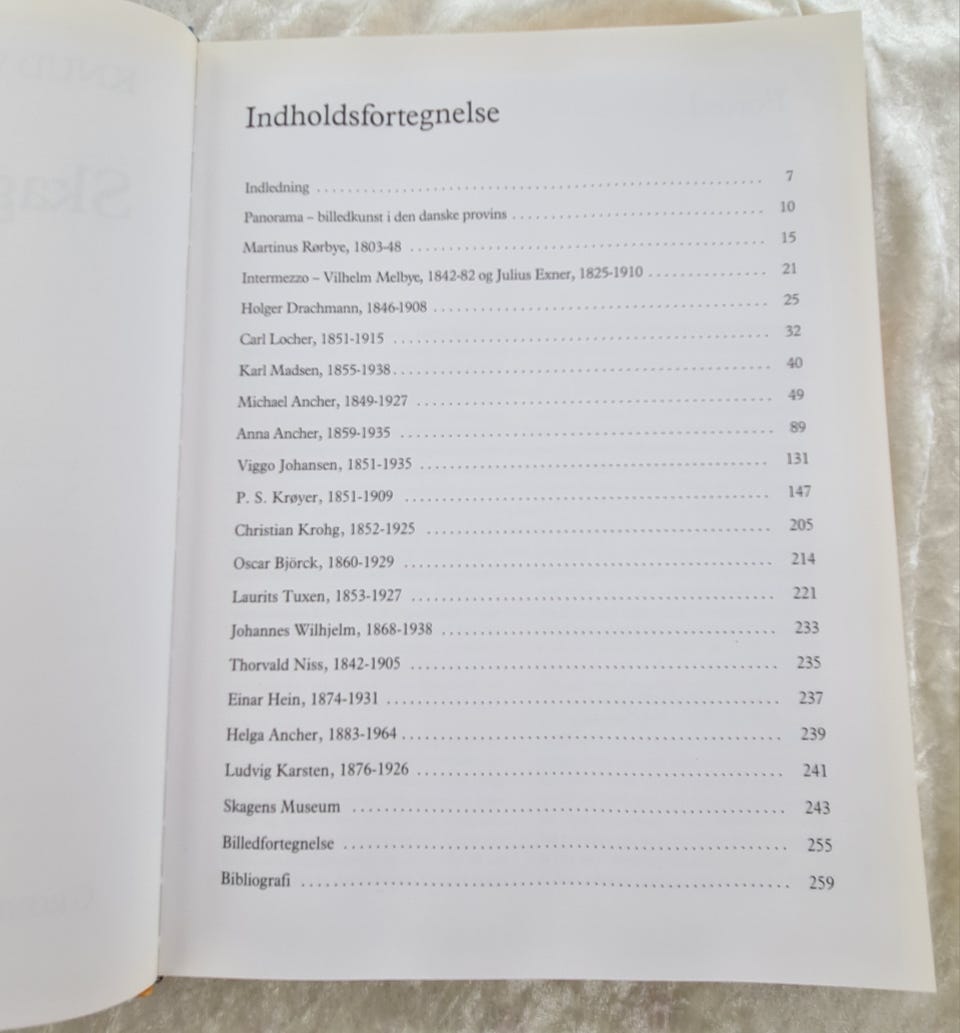 Indholdsfortegnelse
Indledning 7
Panorama – billedkunst i den danske provins 10
Martinus Rørbye, 1803-48 15
Intermezzo – Vilhelm Melbye, 1842-82 og Julius Exner, 1825-1910 21
Holger Drachmann, 1846-1908 25
Carl Locher, 1851-1915 32
Karl Madsen, 1855-1938 40
Michael Ancher, 1849-1927 49
Anna Ancher, 1859-1935 89
Viggo Johansen, 1851-1935 131
P. S. Krøyer, 1851-1909 147
Christian Krohg, 1852-1925 205
Oscar Björck, 1860-1929 214
Laurits Tuxen, 1853-1927 221
Johannes Wilhjelm, 1868-1938 233
Thorvald Niss, 1842-1905 235
Einar Hein, 1874-1931 237
Helga Ancher, 1883-1964 239
Ludvig Karsten, 1876-1926 241
Skagens Museum 243
Billedfortegnelse 255
Bibliografi 259